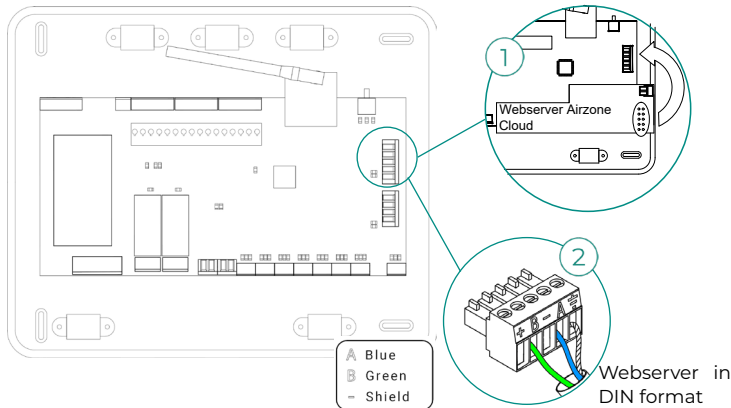 1
Webserver Airzone
Cloud
2
+ B - A
A Blue
B Green
- Shield
Webserver in
DIN format